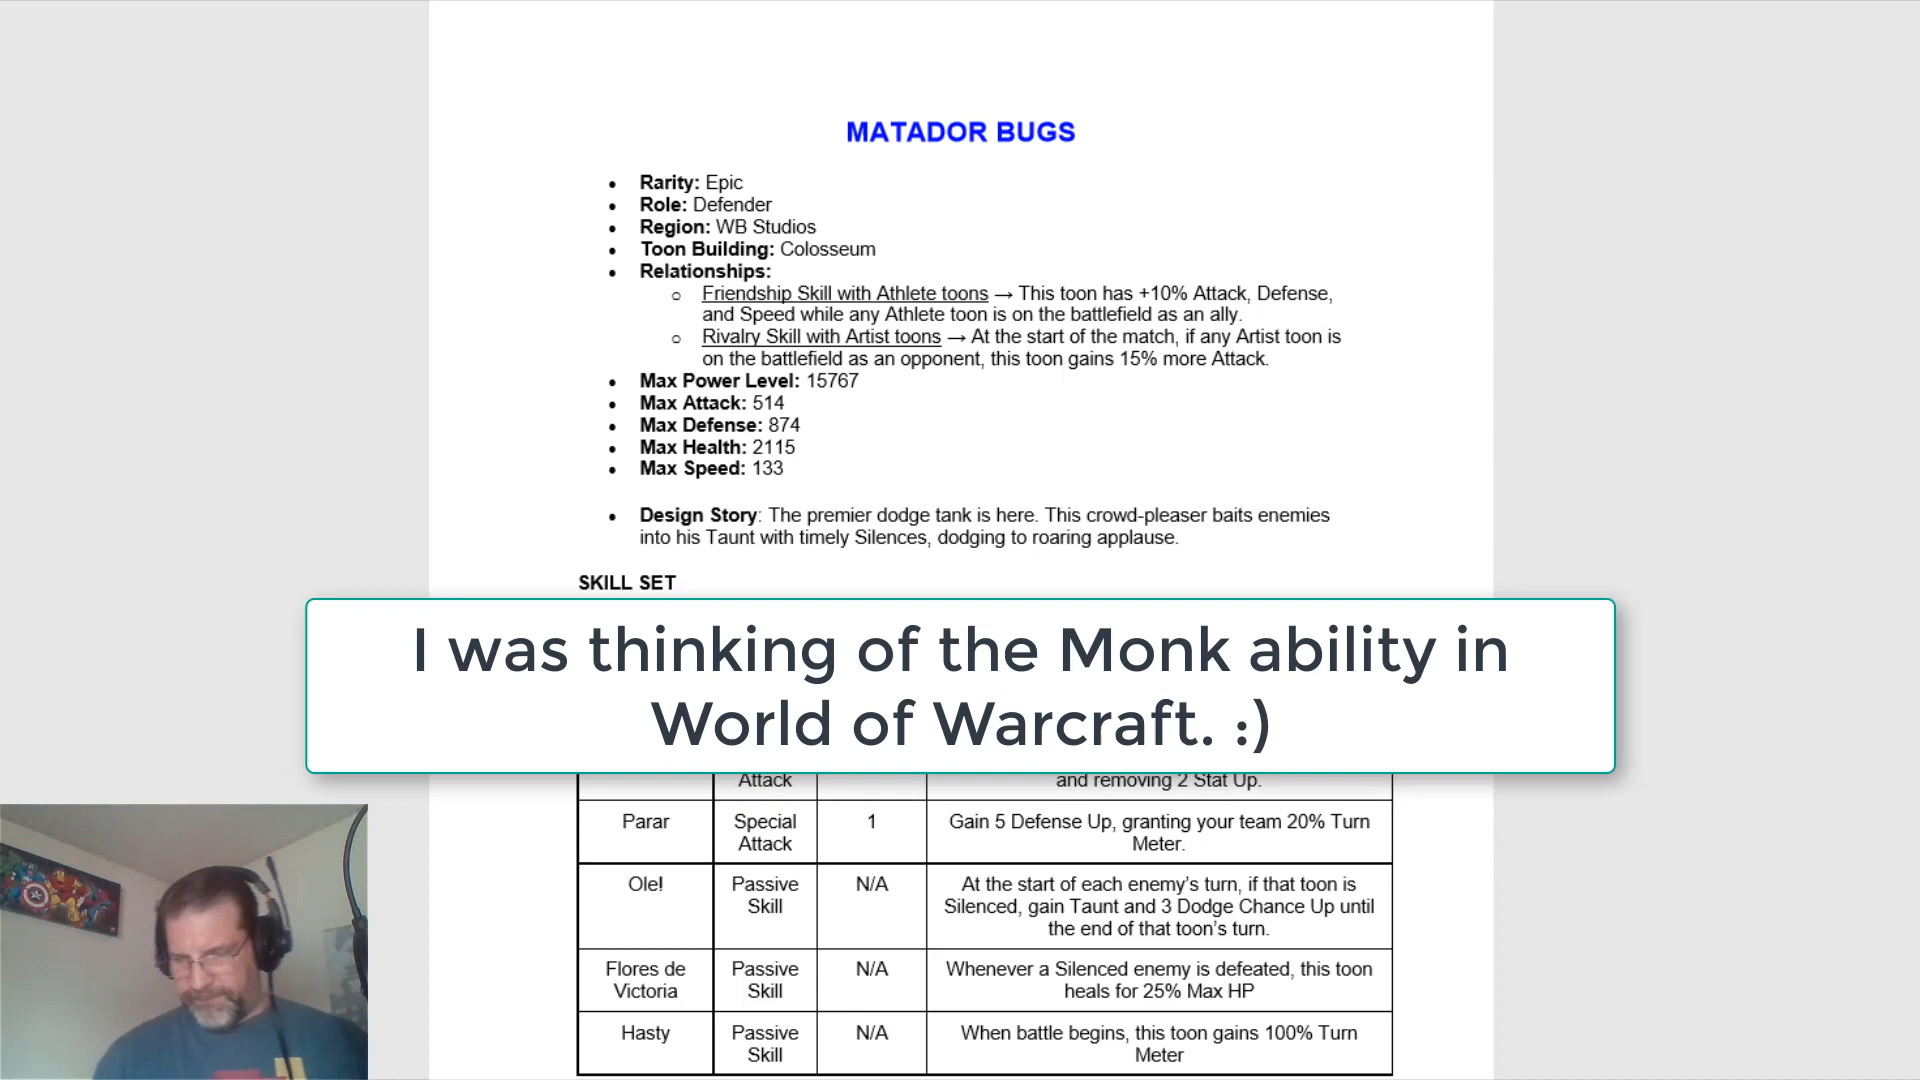 MATADOR BUGS
• Rarity: Epic
• Role: Defender
• Region: WB Studios
• Toon Building: Colosseum
• Relationships:
o Friendship Skill with Athlete toons → This toon has +10% Attack, Defense,
and Speed while any Athlete toon is on the battlefield as an ally.
o Rivalry Skill with Artist toons → At the start of the match, if any Artist toon is
on the battlefield as an opponent, this toon gains 15% more Attack.
• Max Power Level: 15767
• Max Attack: 514
• Max Defense: 874
• Max Health: 2115
• Max Speed: 133
• Design Story: The premier dodge tank is here. This crowd-pleaser baits enemies
into his Taunt with timely Silences, dodging to roaring applause.
SKILL SET
I was thinking of the Monk ability in
World of Warcraft. :)
Attack and removing 2 Stat Up.
Parar Special 1 Gain 5 Defense Up, granting your team 20% Turn
Attack Meter.
Ole! Passive N/A At the start of each enemy’s turn, if that toon is
Skill Silenced, gain Taunt and 3 Dodge Chance Up until
the end of that toon’s turn.
Flores de Passive N/A Whenever a Silenced enemy is defeated, this toon
Victoria Skill heals for 25% Max HP
Hasty Passive N/A When battle begins, this toon gains 100% Turn
Skill Meter